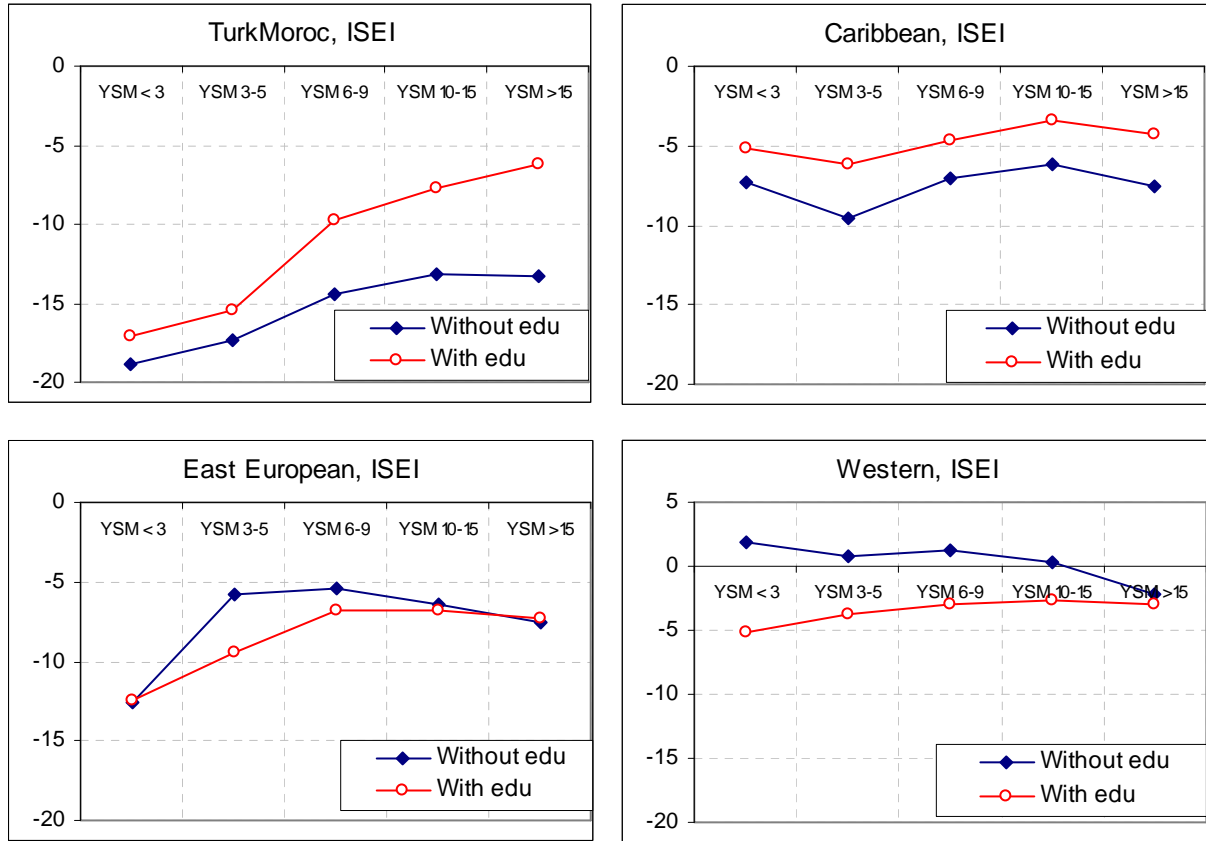 TurkMoroc, ISEI
0
YSM < 3 YSM 3-5 YSM 6-9 YSM 10-15 YSM >15
-5
-10
-15
Without edu
With edu
-20
Caribbean, ISEI
0
YSM < 3 YSM 3-5 YSM 6-9 YSM 10-15 YSM >15
-5
-10
-15
Without edu
With edu
-20
East European, ISEI
0
YSM < 3 YSM 3-5 YSM 6-9 YSM 10-15 YSM >15
-5
-10
-15
Without edu
With edu
-20
Western, ISEI
5
0
YSM < 3 YSM 3-5 YSM 6-9 YSM 10-15 YSM >15
-5
-10
-15
Without edu
With edu
-20